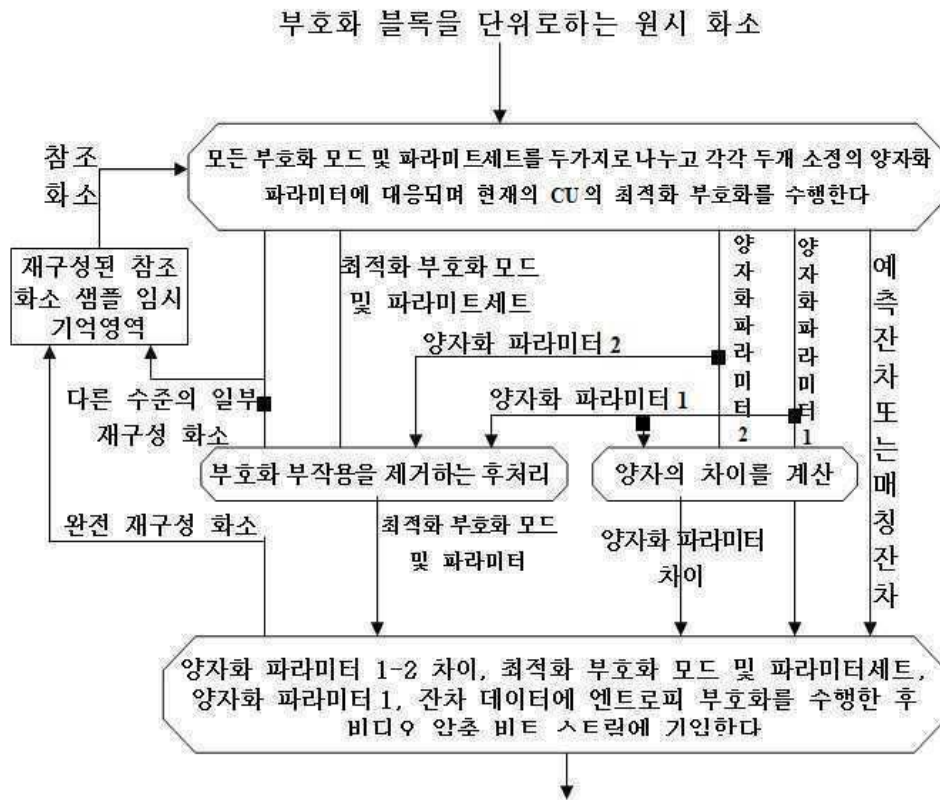 부호화 블록을 단위로하는 원시 화소
모든 부호화 모드 및 파라미트세트를 두가지로 나누고 각각 두개 소정의 양자화
파라미터에 대응되며 현재의 CU의 최적화 부호화를 수행한다
참조
화소
재구성된 참조
화소 샘플 임시
기억영역
최적화 부호화 모드
및 파라미트세트
양자화 파라미터 2
양자화 파라미터 1
양자화파라미터 2
양자화파라미터 1
예측잔차또는매칭잔차
다른 수준의 일부
재구성 화소
부호화 부작용을 제거하는 후처리
양자의 차이를 계산
완전 재구성 화소
최적화 부호화 모드
및 파라미터
양자화 파라미터
차이
양자화 파라미터 1-2 차이, 최적화 부호화 모드 및 파라미터세트,
양자화 파라미터 1, 잔차 데이터에 엔트로피 부호화를 수행한 후
비디오 압축 비트 스트림에 기입한다